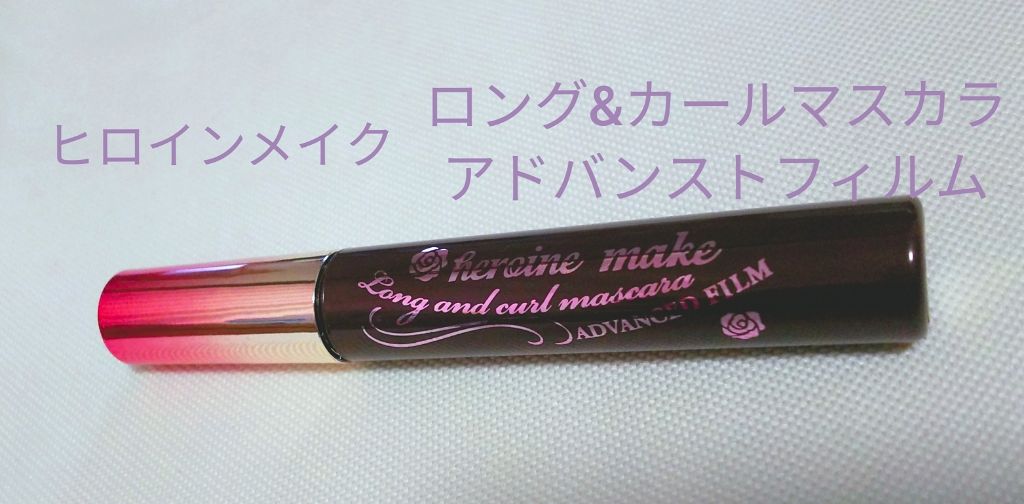 ヒロインメイク
ロング&カールマスカラ
アドバンストフィルム
heroine make
Long and curl mascara
ADVANCED FILM